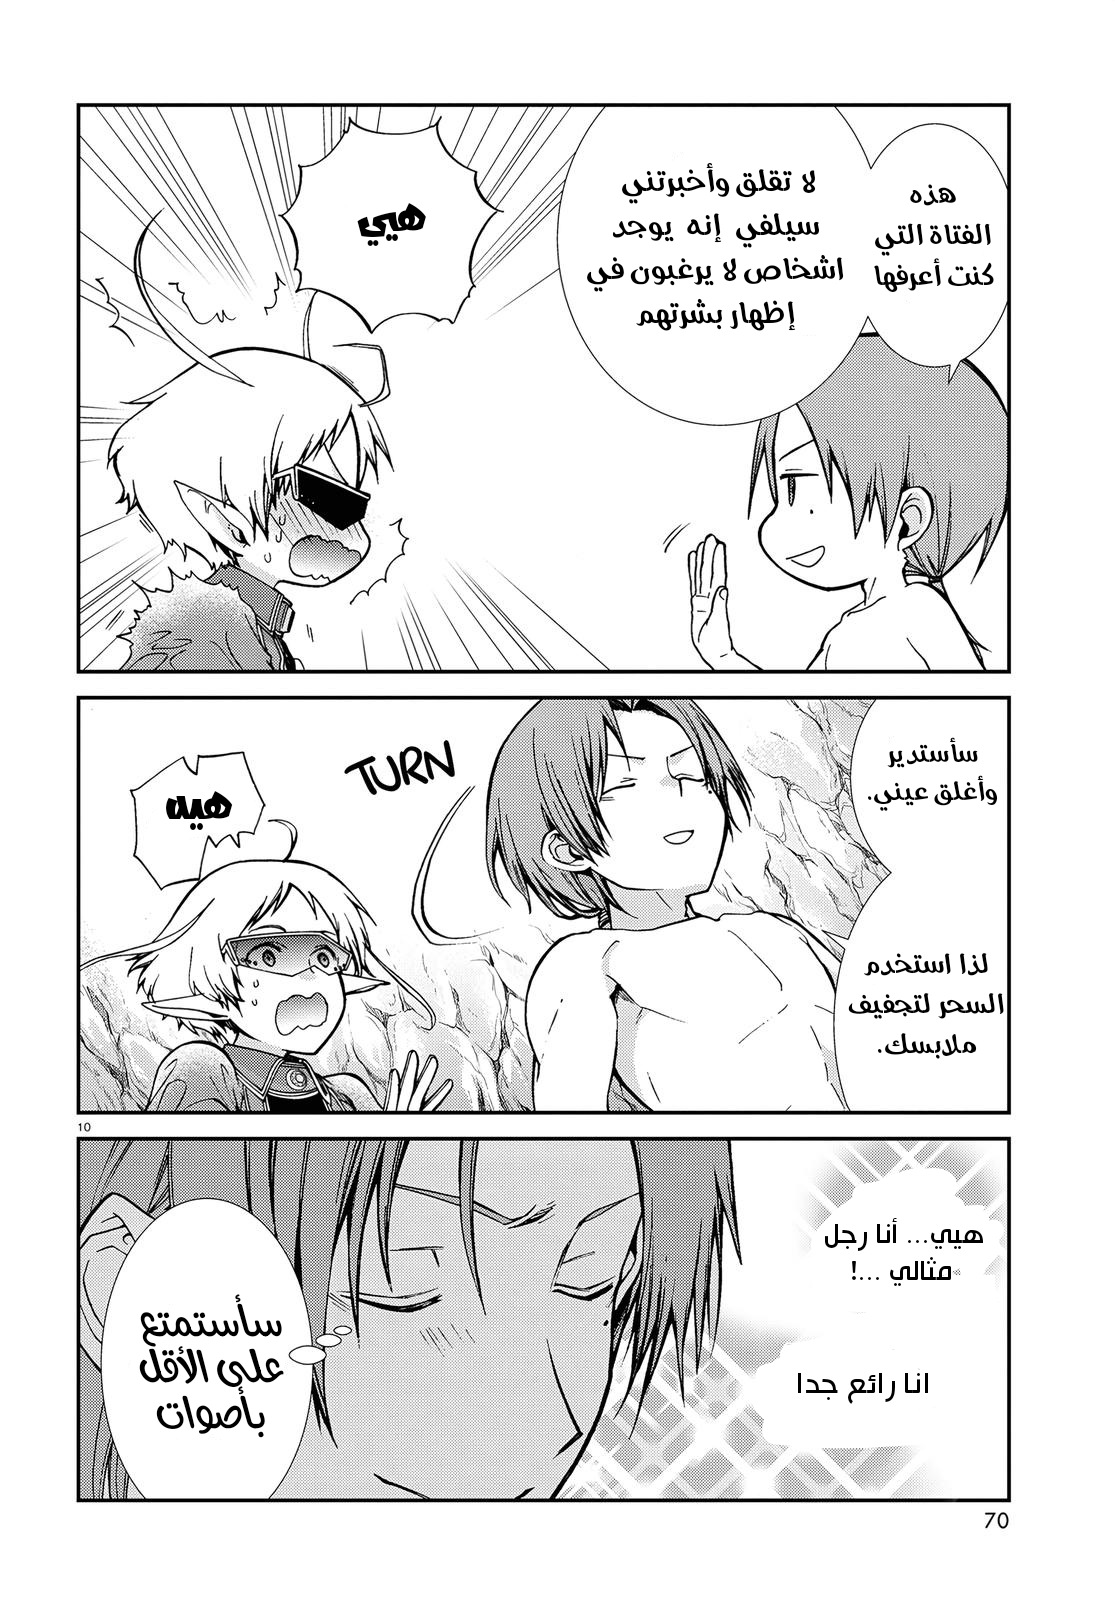 هذه
الفتاة التي
كنت أعرفها
لا تقلق وأخبرتني
سيلفي إنه يوجد
اشخاص لا يرغبون في
إظهار بشرتهم
هيي
سأستدير
وأغلق عيني.
TURN
هيه
لذا استخدم
السحر لتجفيف
ملابسك.
10
هيي... أنا رجل
مثالي ...!
انا رائع جدا
سأستمتع
على الأقل
بأصوات
70